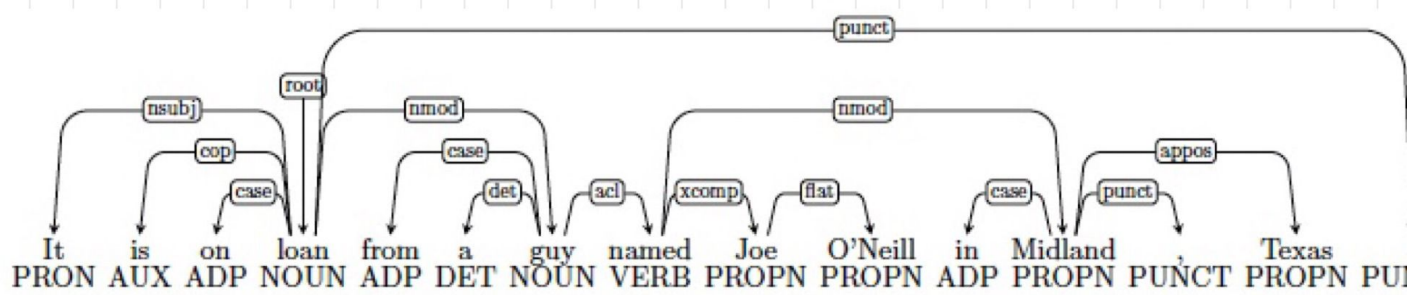 punct
root
nsubj nmod nmod
cop case appos
case det acl xcomp flat case punct
It is on loan from a guy named Joe O'Neill in Midland , Texas
PRON AUX ADP NOUN ADP DET NOUN VERB PROPN PROPN ADP PROPN PUNCT PROPN